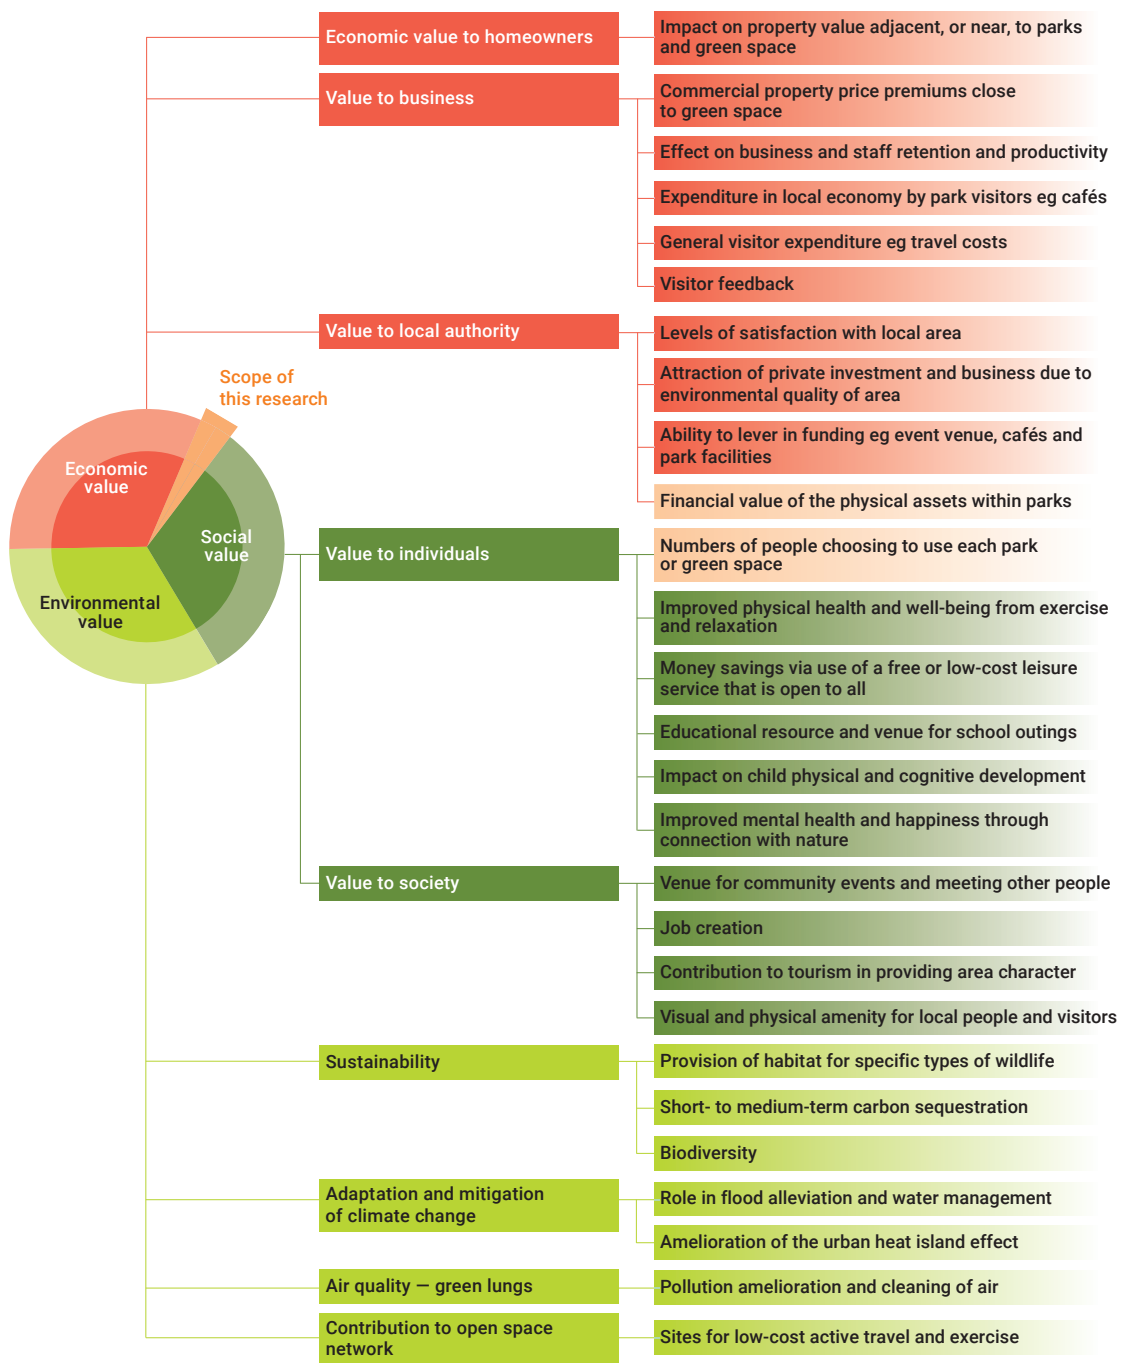 Economic value to homeowners
Impact on property value adjacent, or near, to parks
and green space
Value to business
Commercial property price premiums close
to green space
Effect on business and staff retention and productivity
Expenditure in local economy by park visitors eg cafés
General visitor expenditure eg travel costs
Visitor feedback
Value to local authority
Levels of satisfaction with local area
Attraction of private investment and business due to
environmental quality of area
Ability to lever in funding eg event venue, cafés and
park facilities
Financial value of the physical assets within parks
Scope of
this research
Economic
value
Social
value
Environmental
value
Value to individuals
Numbers of people choosing to use each park
or green space
Improved physical health and well-being from exercise
and relaxation
Money savings via use of a free or low-cost leisure
service that is open to all
Educational resource and venue for school outings
Impact on child physical and cognitive development
Improved mental health and happiness through
connection with nature
Value to society
Venue for community events and meeting other people
Job creation
Contribution to tourism in providing area character
Visual and physical amenity for local people and visitors
Sustainability
Provision of habitat for specific types of wildlife
Short- to medium-term carbon sequestration
Biodiversity
Adaptation and mitigation
of climate change
Role in flood alleviation and water management
Amelioration of the urban heat island effect
Air quality — green lungs
Pollution amelioration and cleaning of air
Contribution to open space
network
Sites for low-cost active travel and exercise